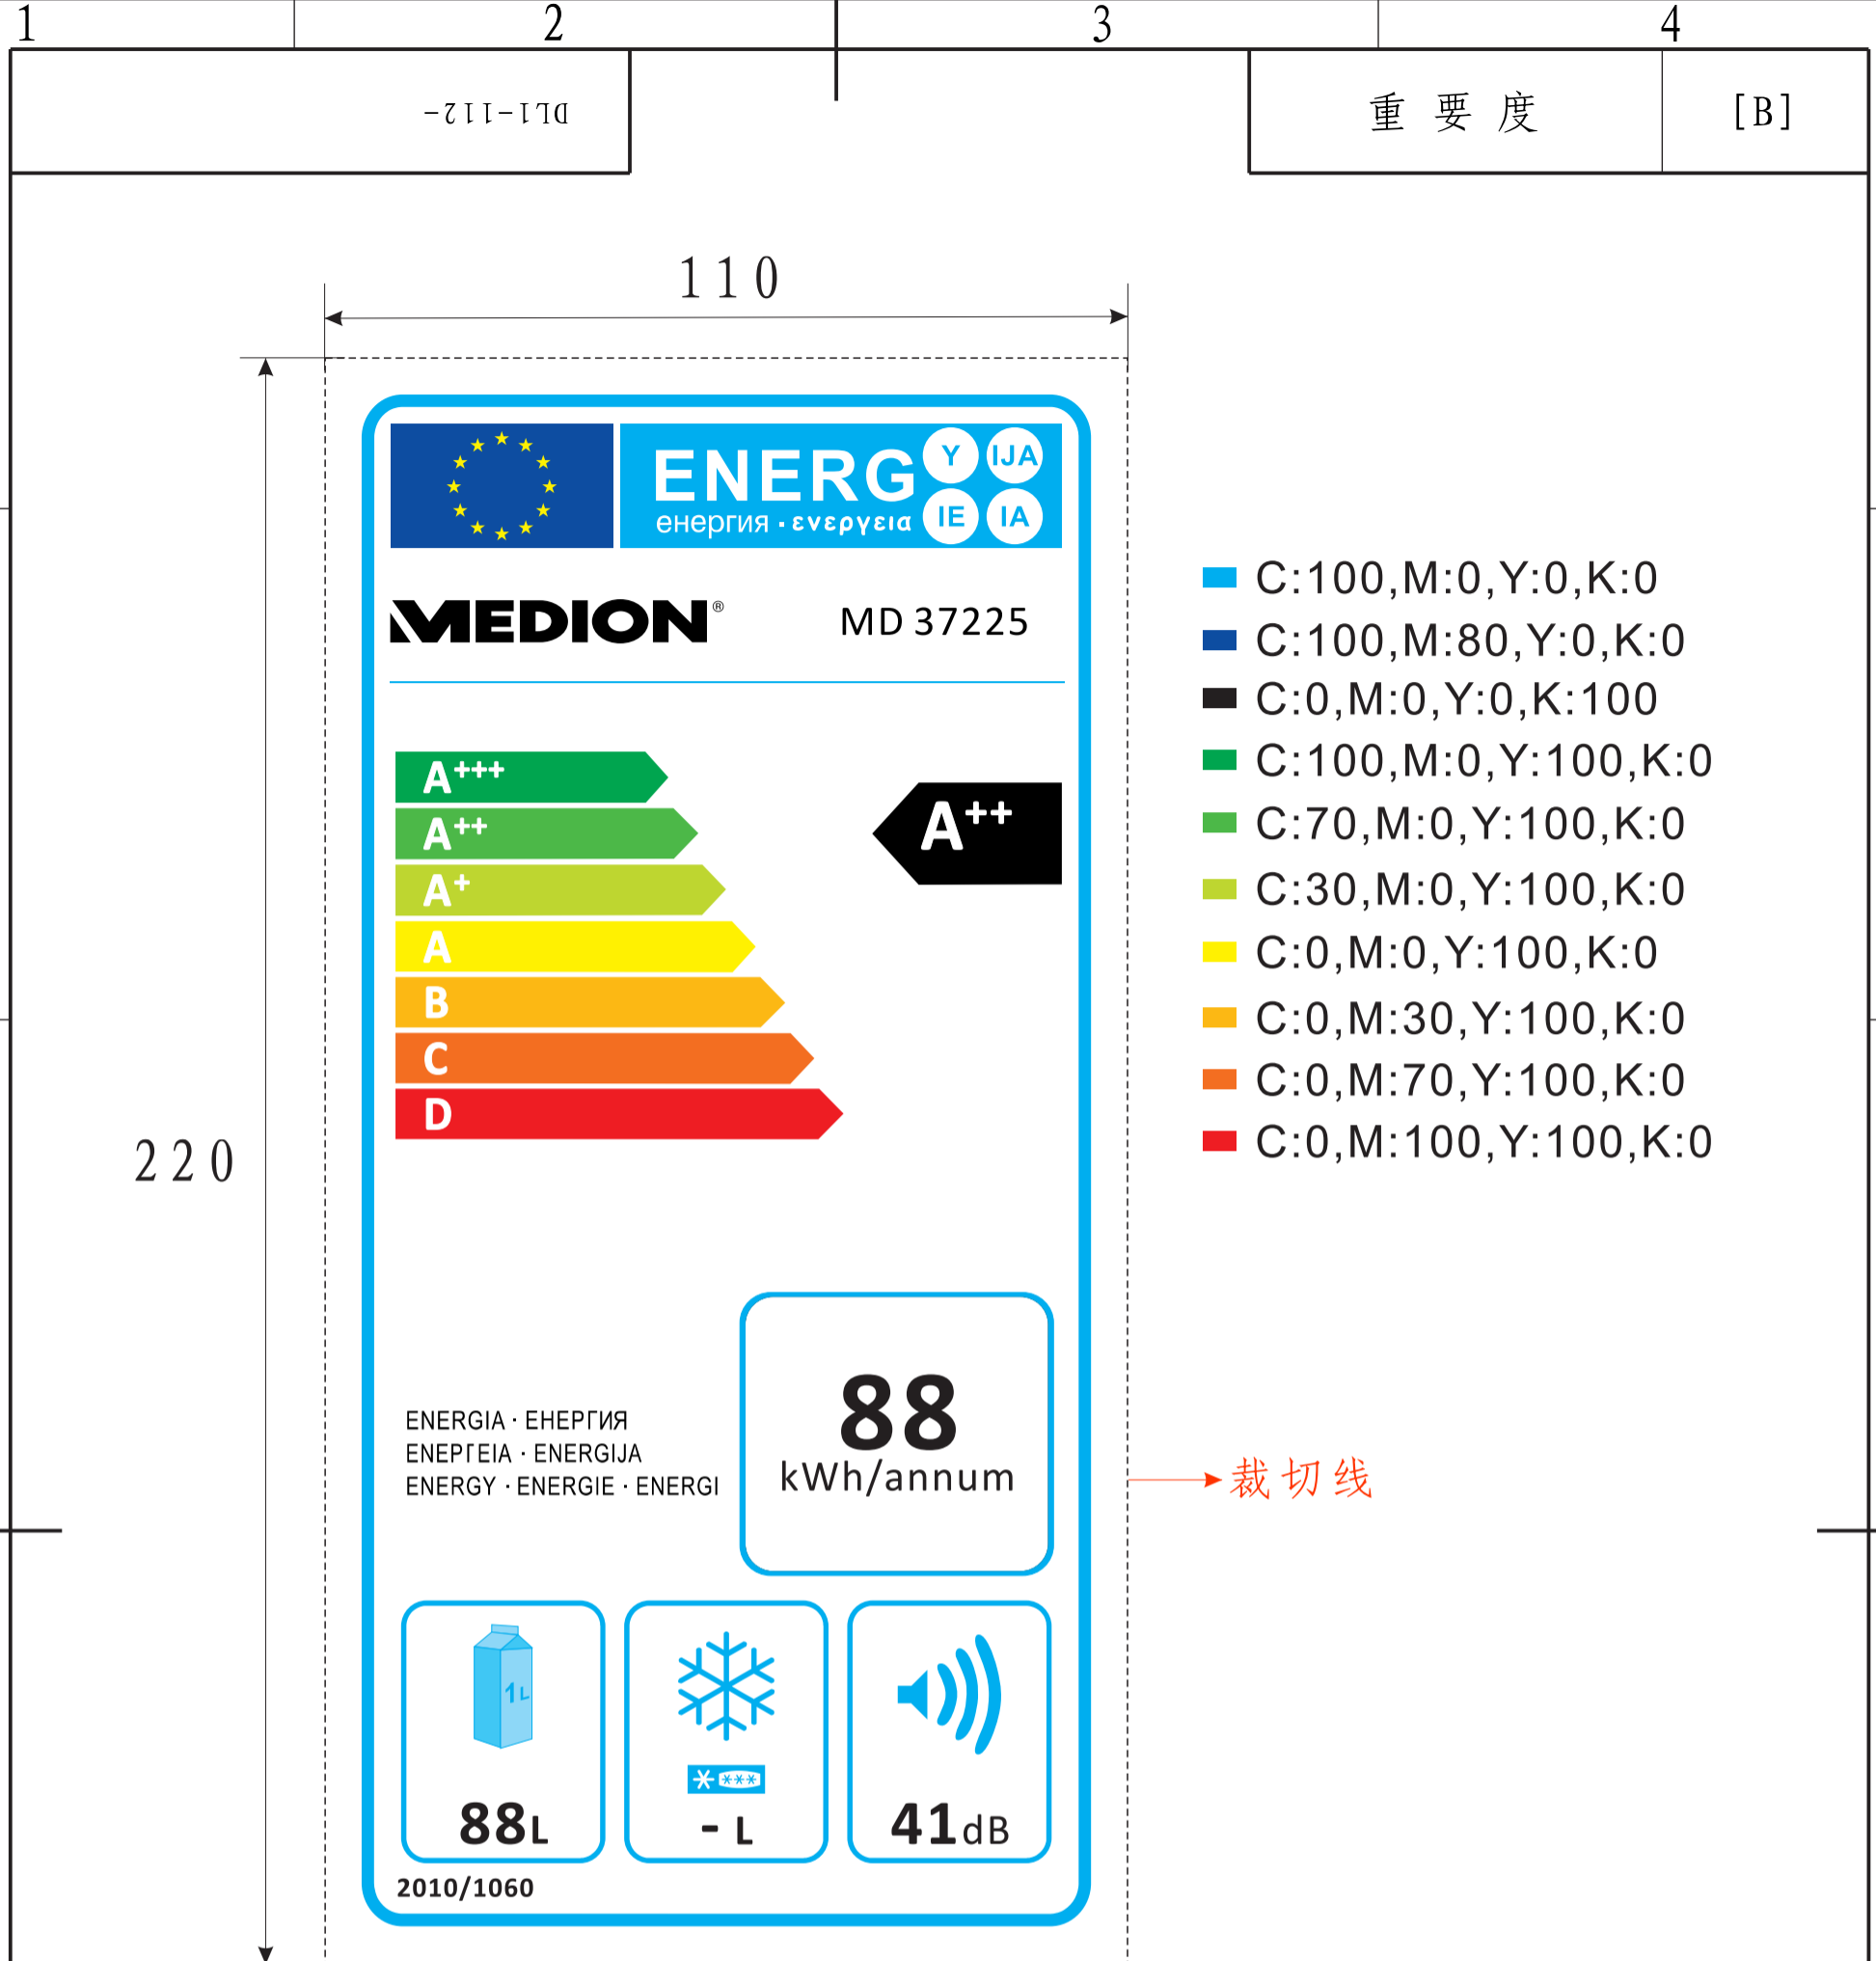 1 2 3 4
DL1-112-
重要度 [B]
110
ENERG Y IJA
енергия · ενεργεια IE IA
MEDION® MD 37225
A+++
A++ A++
A+
A
B
C
D
C:100,M:0,Y:0,K:0
C:100,M:80,Y:0,K:0
C:0,M:0,Y:0,K:100
C:100,M:0,Y:100,K:0
C:70,M:0,Y:100,K:0
C:30,M:0,Y:100,K:0
C:0,M:0,Y:100,K:0
C:0,M:30,Y:100,K:0
C:0,M:70,Y:100,K:0
C:0,M:100,Y:100,K:0
220
ENERGIA · ЕНЕРГИЯ
ΕΝΕΡΓΕΙΑ · ENERGIJA
ENERGY · ENERGIE · ENERGI
88
kWh/annum
裁切线
1L
88L
- L
41dB
2010/1060